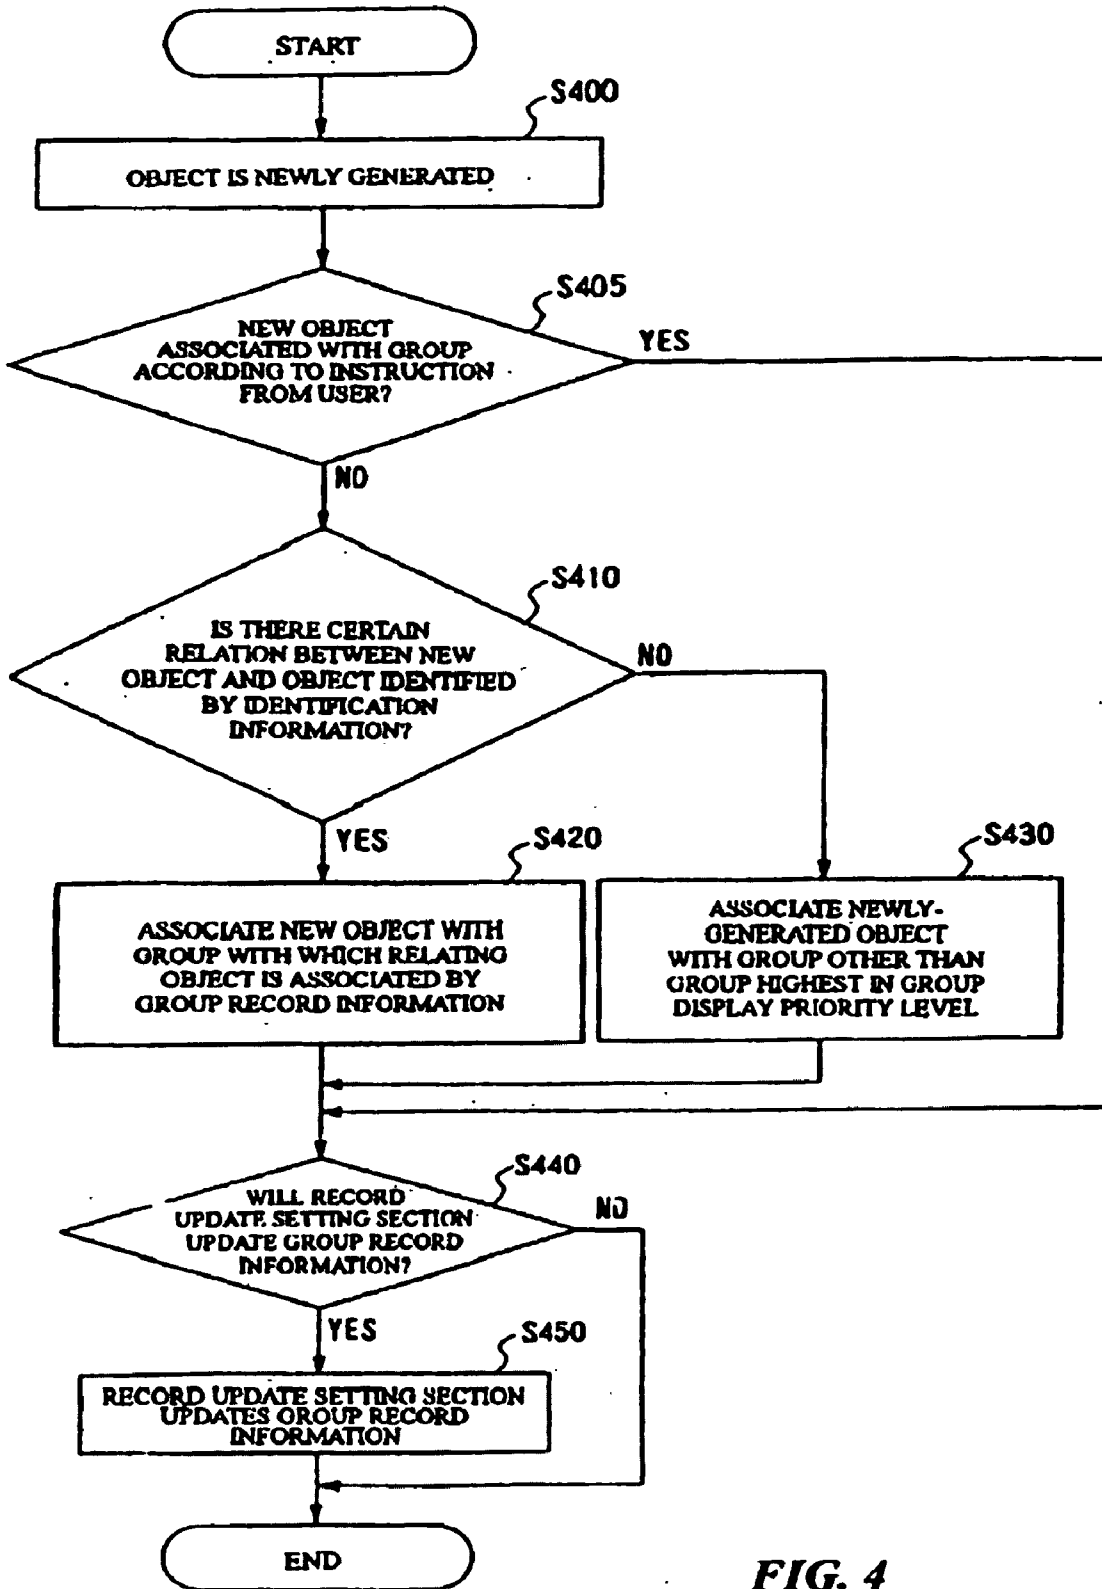 START
S400
OBJECT IS NEWLY GENERATED
S405
NEW OBJECT
ASSOCIATED WITH GROUP
ACCORDING TO INSTRUCTION
FROM USER?
YES
NO
S410
IS THERE CERTAIN
RELATION BETWEEN NEW
OBJECT AND OBJECT IDENTIFIED
BY IDENTIFICATION
INFORMATION?
NO
YES
S420
ASSOCIATE NEW OBJECT WITH
GROUP WITH WHICH RELATING
OBJECT IS ASSOCIATED BY
GROUP RECORD INFORMATION
S430
ASSOCIATE NEWLY-
GENERATED OBJECT
WITH GROUP OTHER THAN
GROUP HIGHEST IN GROUP
DISPLAY PRIORITY LEVEL
S440
WILL RECORD
UPDATE SETTING SECTION
UPDATE GROUP RECORD
INFORMATION?
NO
YES
S450
RECORD UPDATE SETTING SECTION
UPDATES GROUP RECORD
INFORMATION
END
FIG. 4